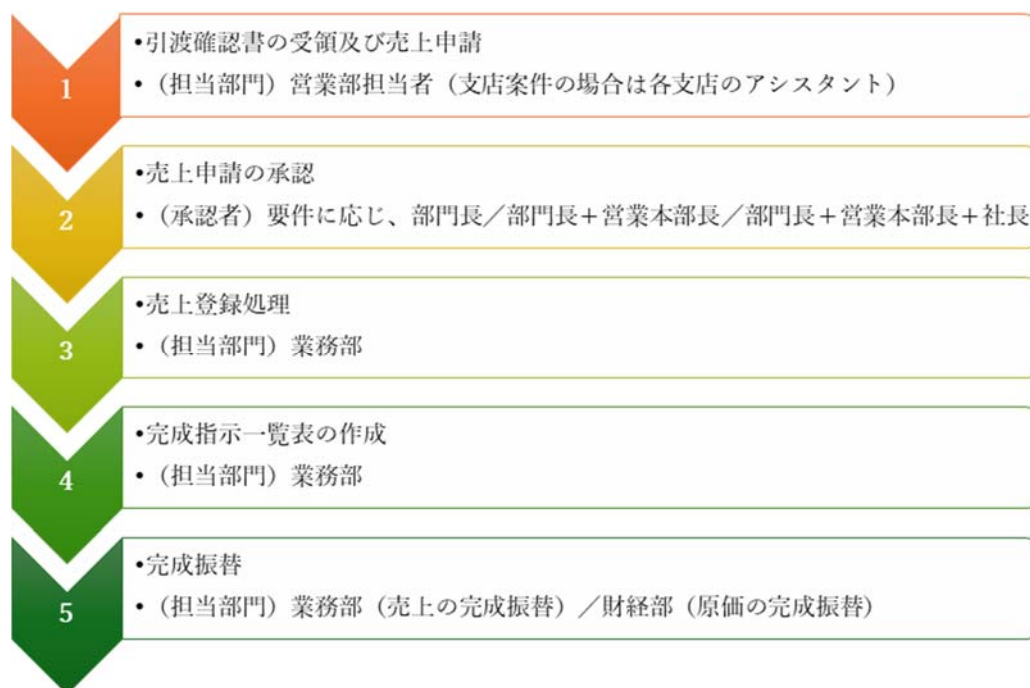 1
•引渡確認書の受領及び売上申請
•（担当部門）営業部担当者（支店案件の場合は各支店のアシスタント）
2
•売上申請の承認
•（承認者）要件に応じ、部門長／部門長＋営業本部長／部門長＋営業本部長＋社長
3
•売上登録処理
•（担当部門）業務部
4
•完成指示一覧表の作成
•（担当部門）業務部
5
•完成振替
•（担当部門）業務部（売上の完成振替）／財経部（原価の完成振替）